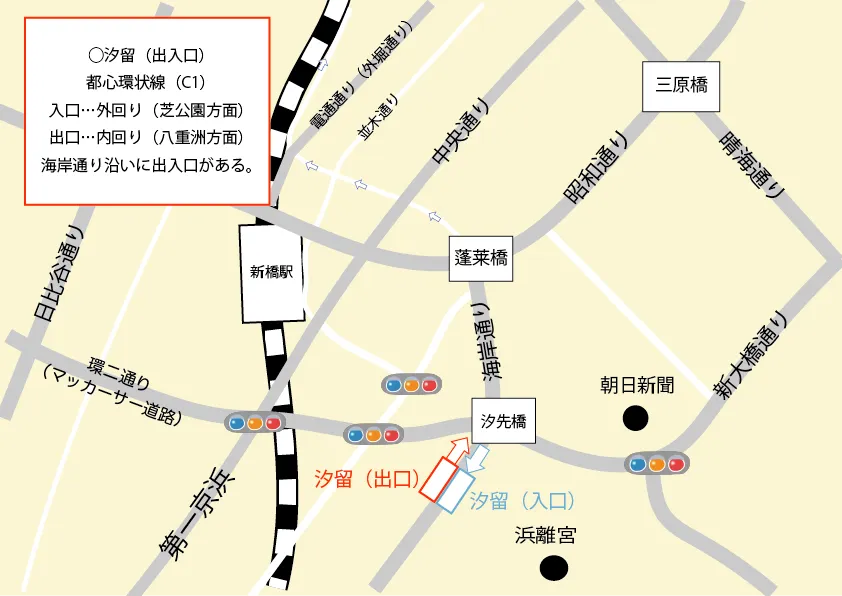 ○汐留（出入口）
都心環状線（C1）
入口…外回り（芝公園方面）
出口…内回り（八重洲方面）
海岸通り沿いに出入口がある。
電通通り（外堀通り）
並木通り
中央通り
三原橋
昭和通り
晴海通り
日比谷通り
新橋駅
蓬莱橋
海岸通り
新大橋通り
環二通り
（マッカーサー道路）
朝日新聞
汐先橋
汐留（出口）
汐留（入口）
第一京浜
浜離宮